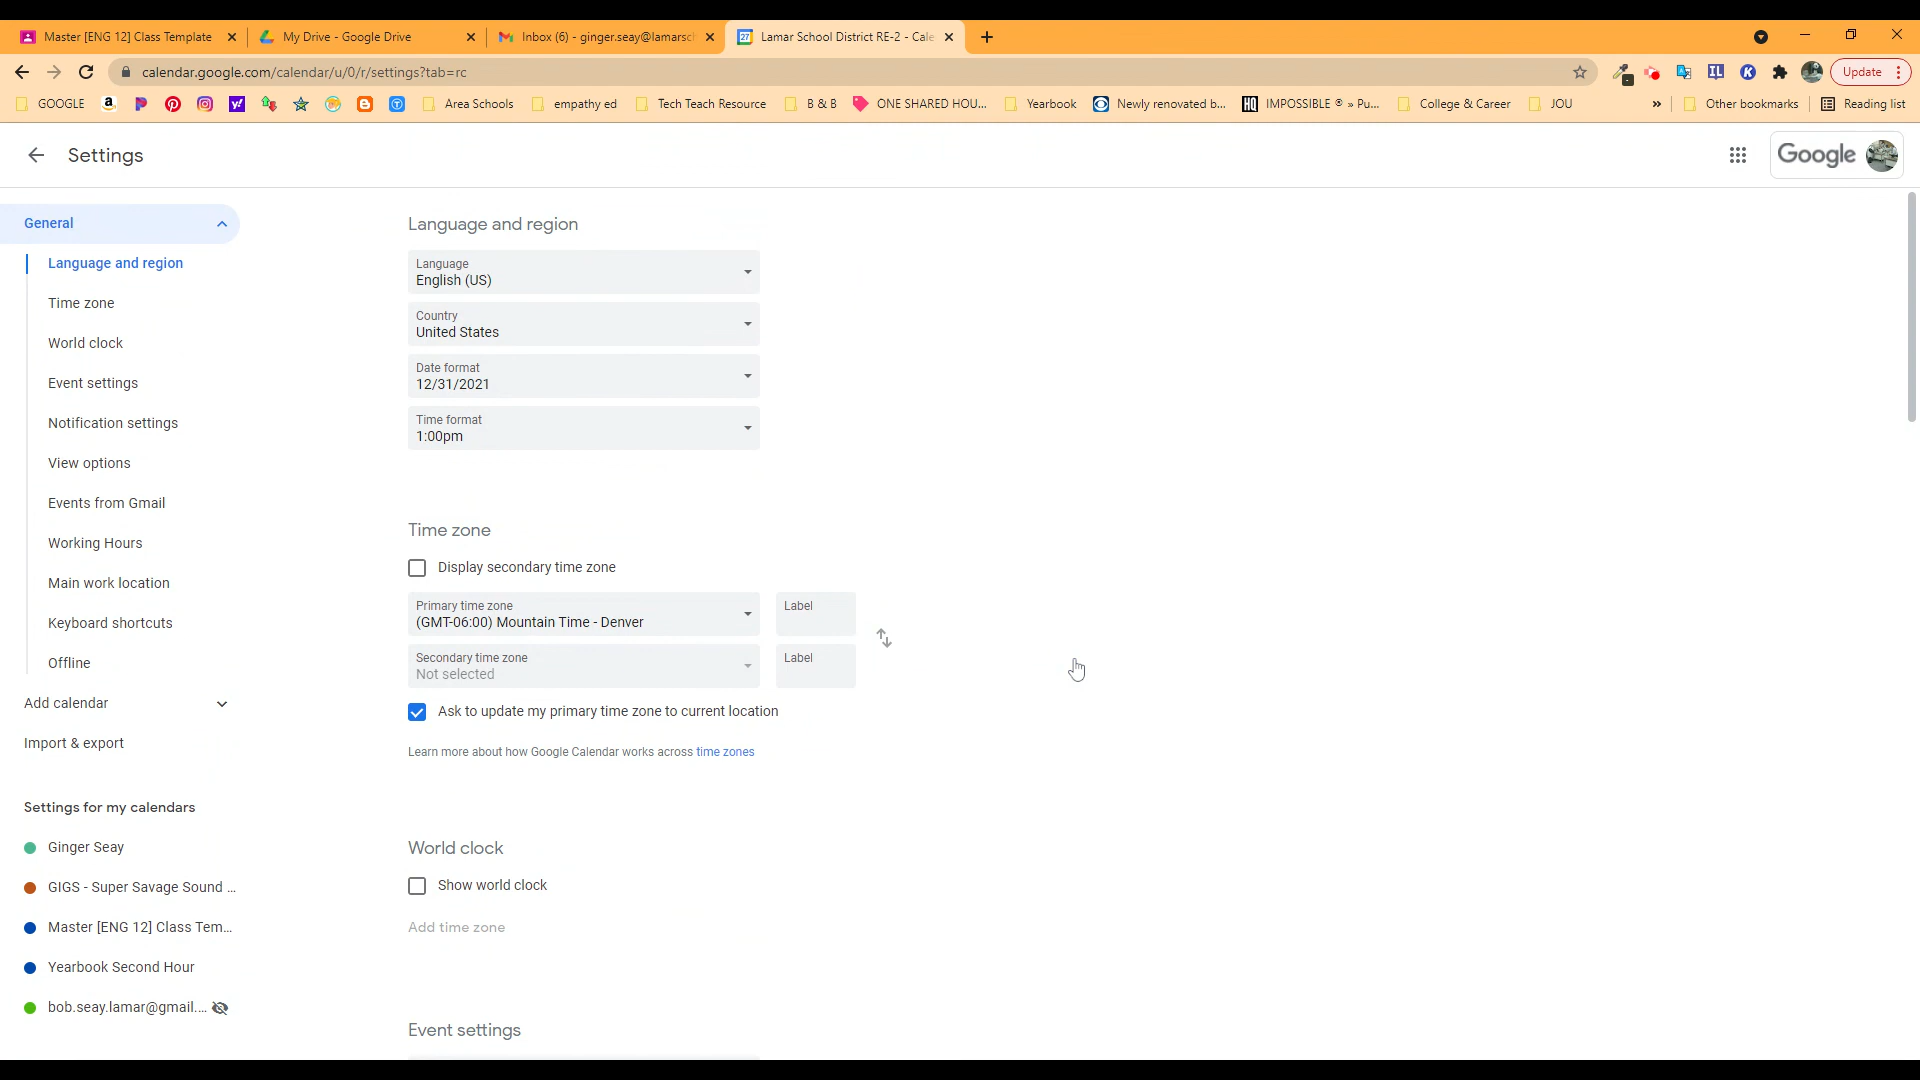 Master [ENG 12] Class Template
My Drive - Google Drive
Inbox (6) - ginger.seay@lamarsch
27
Lamar School District RE-2 - Cale
calendar.google.com/calendar/u/0/r/settings?tab=rc
Update
GOOGLE
Area Schools
empathy ed
Tech Teach Resource
B & B
ONE SHARED HOU...
Yearbook
Newly renovated b...
HQ
IMPOSSIBLE ® » Pu...
College & Career
JOU
»
Other bookmarks
Reading list
Settings
Google
General
Language and region
Time zone
World clock
Event settings
Notification settings
View options
Events from Gmail
Working Hours
Main work location
Keyboard shortcuts
Offline
Add calendar
Import & export
Settings for my calendars
Ginger Seay
GIGS - Super Savage Sound ...
Master [ENG 12] Class Tem...
Yearbook Second Hour
bob.seay.lamar@gmail....
Language and region
Language
English (US)
Country
United States
Date format
12/31/2021
Time format
1:00pm
Time zone
Display secondary time zone
Primary time zone
(GMT-06:00) Mountain Time - Denver
Label
Secondary time zone
Not selected
Label
Ask to update my primary time zone to current location
Learn more about how Google Calendar works across time zones
World clock
Show world clock
Add time zone
Event settings